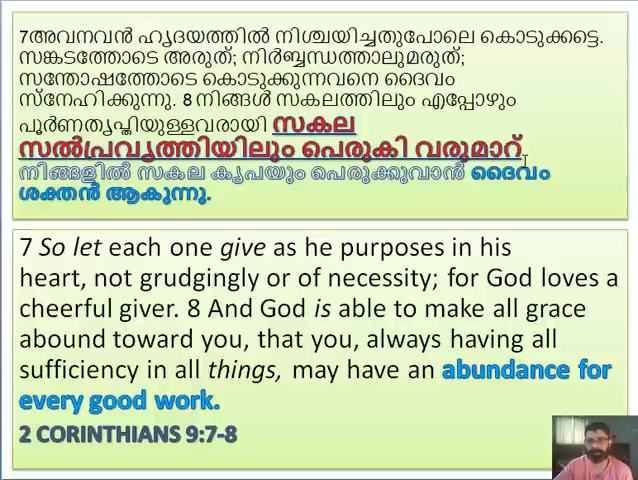 7അവനവൻ ഹൃദയത്തിൽ നിശ്ചയിച്ചതുപോലെ കൊടുക്കട്ടെ.
സങ്കടത്തോടെ അരുത്; നിർബ്ബന്ധത്താലുമരുത്;
സന്തോഷത്തോടെ കൊടുക്കുന്നവനെ ദൈവം
സ്നേഹിക്കുന്നു. 8 നിങ്ങൾ സകലത്തിലും എപ്പോഴും
പൂർണതൃപ്തിയുള്ളവരായി സകല
സൽപ്രവൃത്തിയിലും പെരുകി വരുമാറ്
നിങ്ങളിൽ സകല കൃപയും പെരുക്കുവാൻ ദൈവം
ശക്തൻ ആകുന്നു.
7 So let each one give as he purposes in his
heart, not grudgingly or of necessity; for God loves a
cheerful giver. 8 And God is able to make all grace
abound toward you, that you, always having all
sufficiency in all things, may have an abundance for
every good work.
2 CORINTHIANS 9:7-8